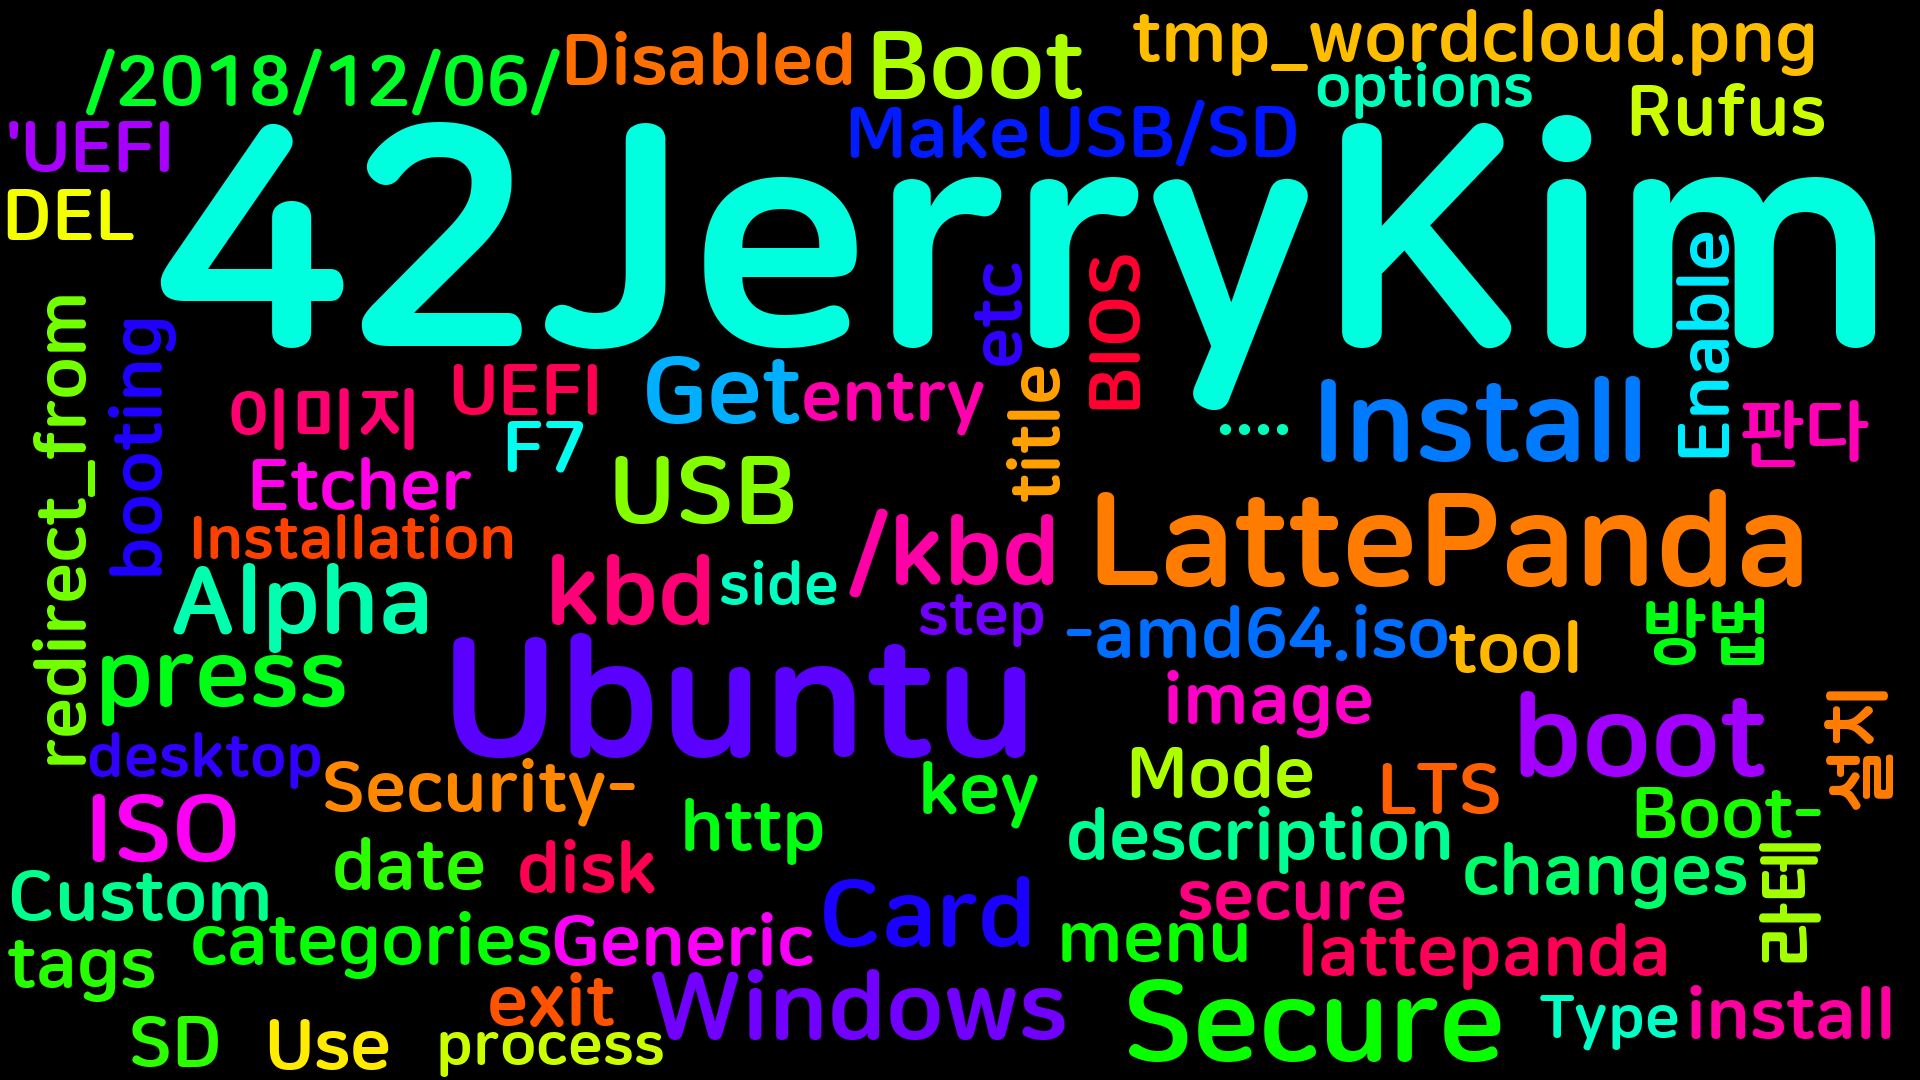 /2018/12/06/
Disabled
Boot
tmp_wordcloud.png
options
Rufus
'UEFI
Make
USB/SD
DEL
42JerryKim
etc
BIOS
Enable
redirect_from
booting
이미지
UEFI
F7
Get
entry
title
....
Install
판다
Etcher
USB
Installation
LattePanda
/kbd
kbd
side
step
Alpha
-amd64.iso
tool
방법
press
Ubuntu
image
boot
설치
desktop
Security-
key
Mode
LTS
ISO
http
description
Boot-
date
disk
changes
라테
Custom
categories
Generic
Card
secure
menu
lattepanda
tags
exit
Windows
Secure
Type
install
SD
Use
process